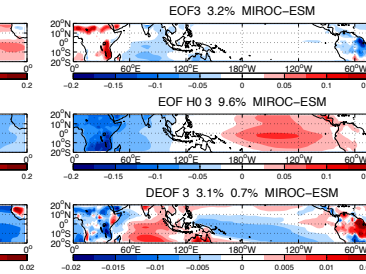 EOF3 3.2% MIROC−ESM
20°N
10°N
0°
10°S
20°S
0° 60°E 120°E 180°W 120°W 60°W
0.2 −0.2 −0.15 −0.1 −0.05 0 0.05 0.1 0.15
EOF H0 3 9.6% MIROC−ESM
20°N
10°N
0°
10°S
20°S
0° 60°E 120°E 180°W 120°W 60°W
0.2 −0.2 −0.15 −0.1 −0.05 0 0.05 0.1 0.15
DEOF 3 3.1% 0.7% MIROC−ESM
20°N
10°N
0°
10°S
20°S
0° 60°E 120°E 180°W 120°W 60°W
0.02 −0.02 −0.015 −0.01 −0.005 0 0.005 0.01 0.015